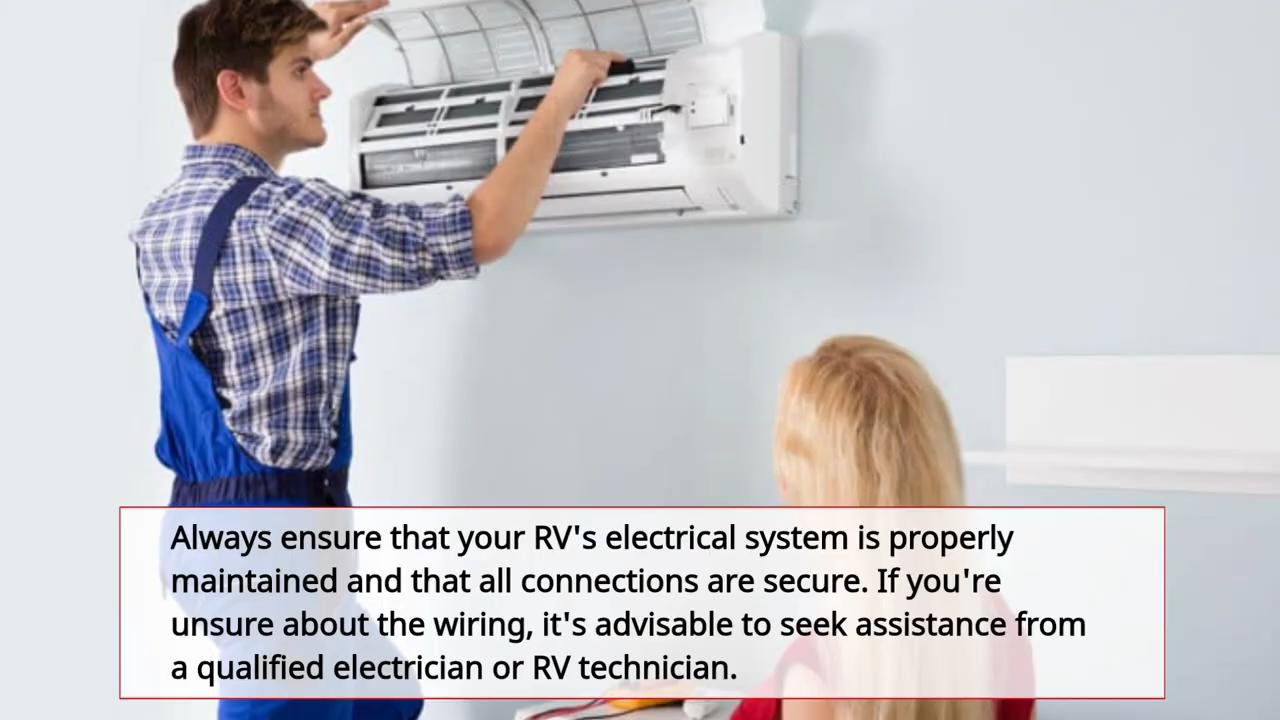 Always ensure that your RV's electrical system is properly
maintained and that all connections are secure. If you're
unsure about the wiring, it's advisable to seek assistance from
a qualified electrician or RV technician.